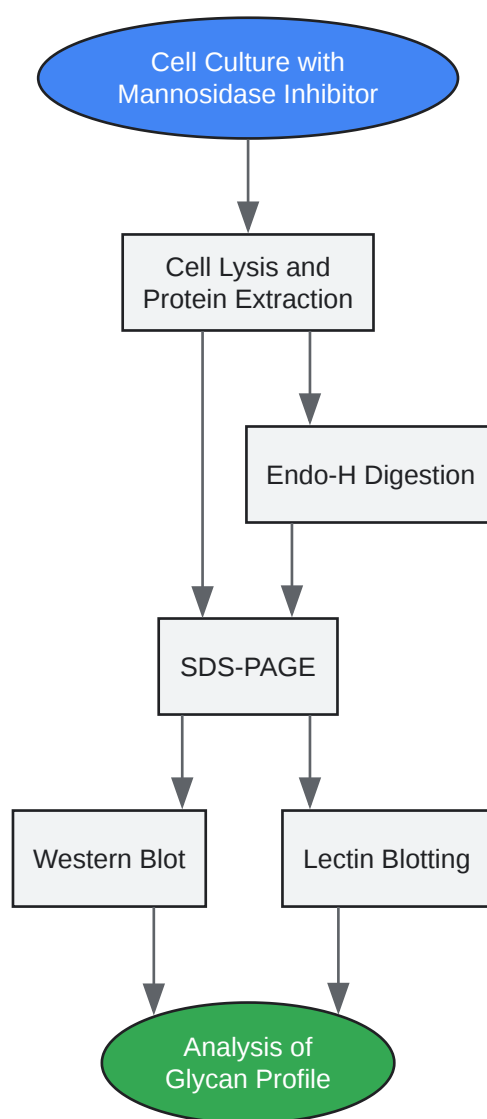 Cell Culture with
Mannosidase Inhibitor
Cell Lysis and
Protein Extraction
Endo-H Digestion
SDS-PAGE
Western Blot
Lectin Blotting
Analysis of
Glycan Profile